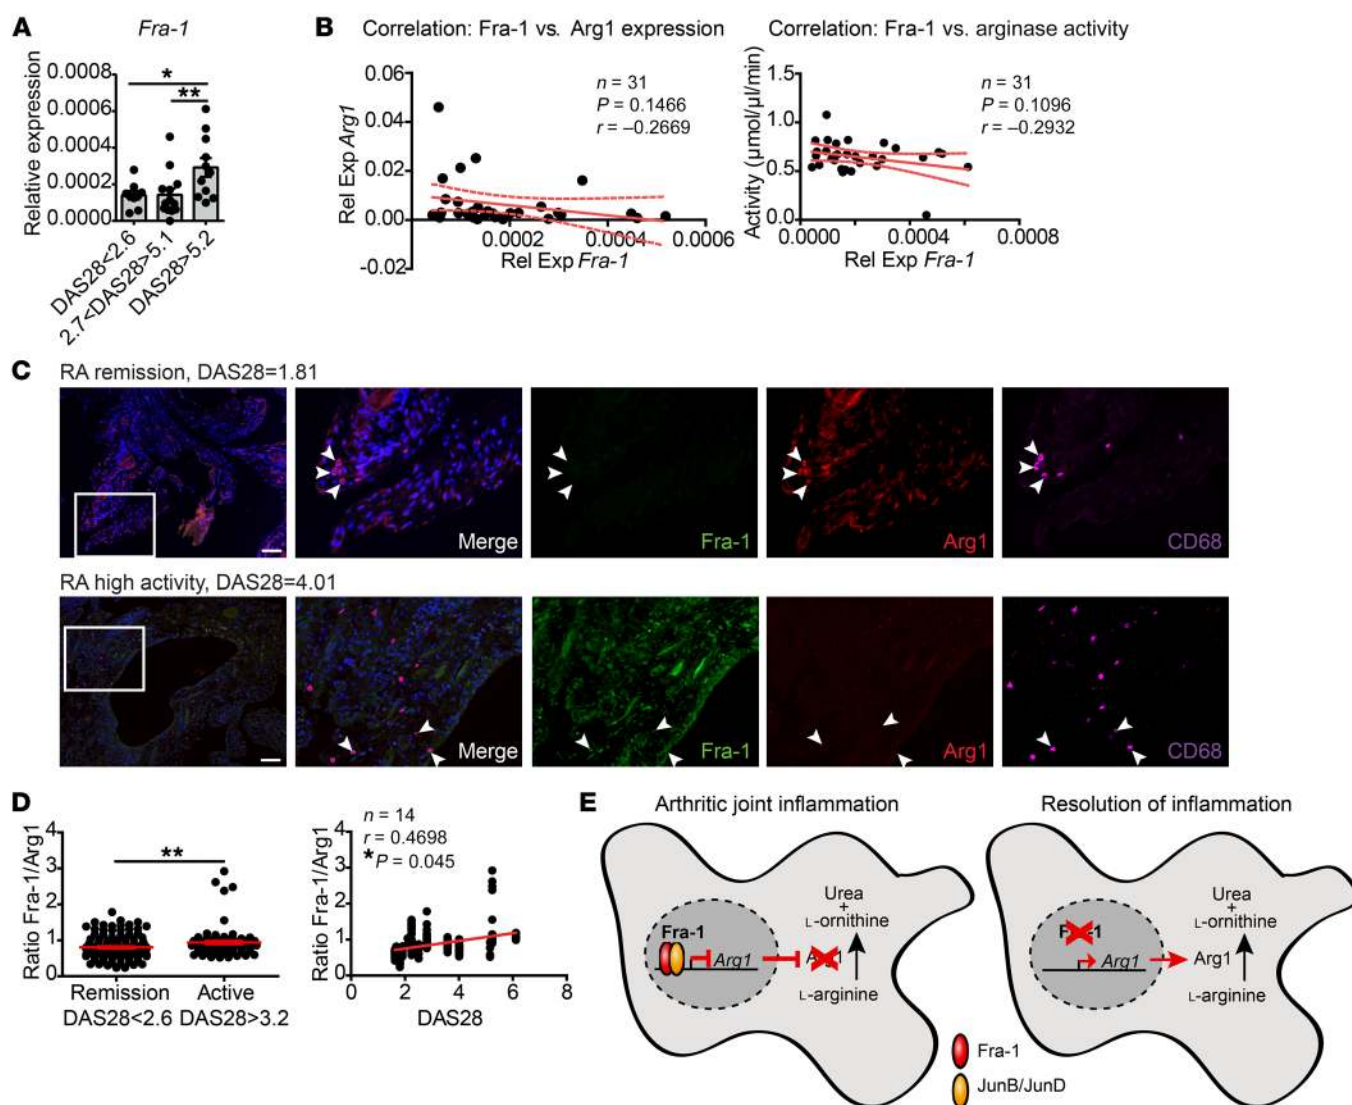 A
Fra-1
Relative expression
0.0008
0.0006
0.0004
0.0002
0.0000
*
**
DAS28<2.6
2.7<DAS28>5.1
DAS28>5.2
B
Correlation: Fra-1 vs. Arg1 expression
Rel Exp Arg1
0.06
0.04
0.02
0.00
-0.02
n = 31
P = 0.1466
r = –0.2669
0.0002
0.0004
0.0006
Rel Exp Fra-1
Correlation: Fra-1 vs. arginase activity
Activity (µmol/µl/min)
1.5
1.0
0.5
0.0
n = 31
P = 0.1096
r = –0.2932
0.0000
0.0004
0.0008
Rel Exp Fra-1
C
RA remission, DAS28=1.81
Merge
Fra-1
Arg1
CD68
RA high activity, DAS28=4.01
Merge
Fra-1
Arg1
CD68
D
Ratio Fra-1/Arg1
4
3
2
1
0
**
Remission
DAS28<2.6
Active
DAS28>3.2
Ratio Fra-1/Arg1
4
3
2
1
0
n = 14
r = 0.4698
*P = 0.045
0
2
4
6
8
DAS28
E
Arthritic joint inflammation
Fra-1
Arg1
Arg1
Urea
+
L-ornithine
L-arginine
Resolution of inflammation
Fra-1
Arg1
Arg1
Urea
+
L-ornithine
L-arginine
Fra-1
JunB/JunD